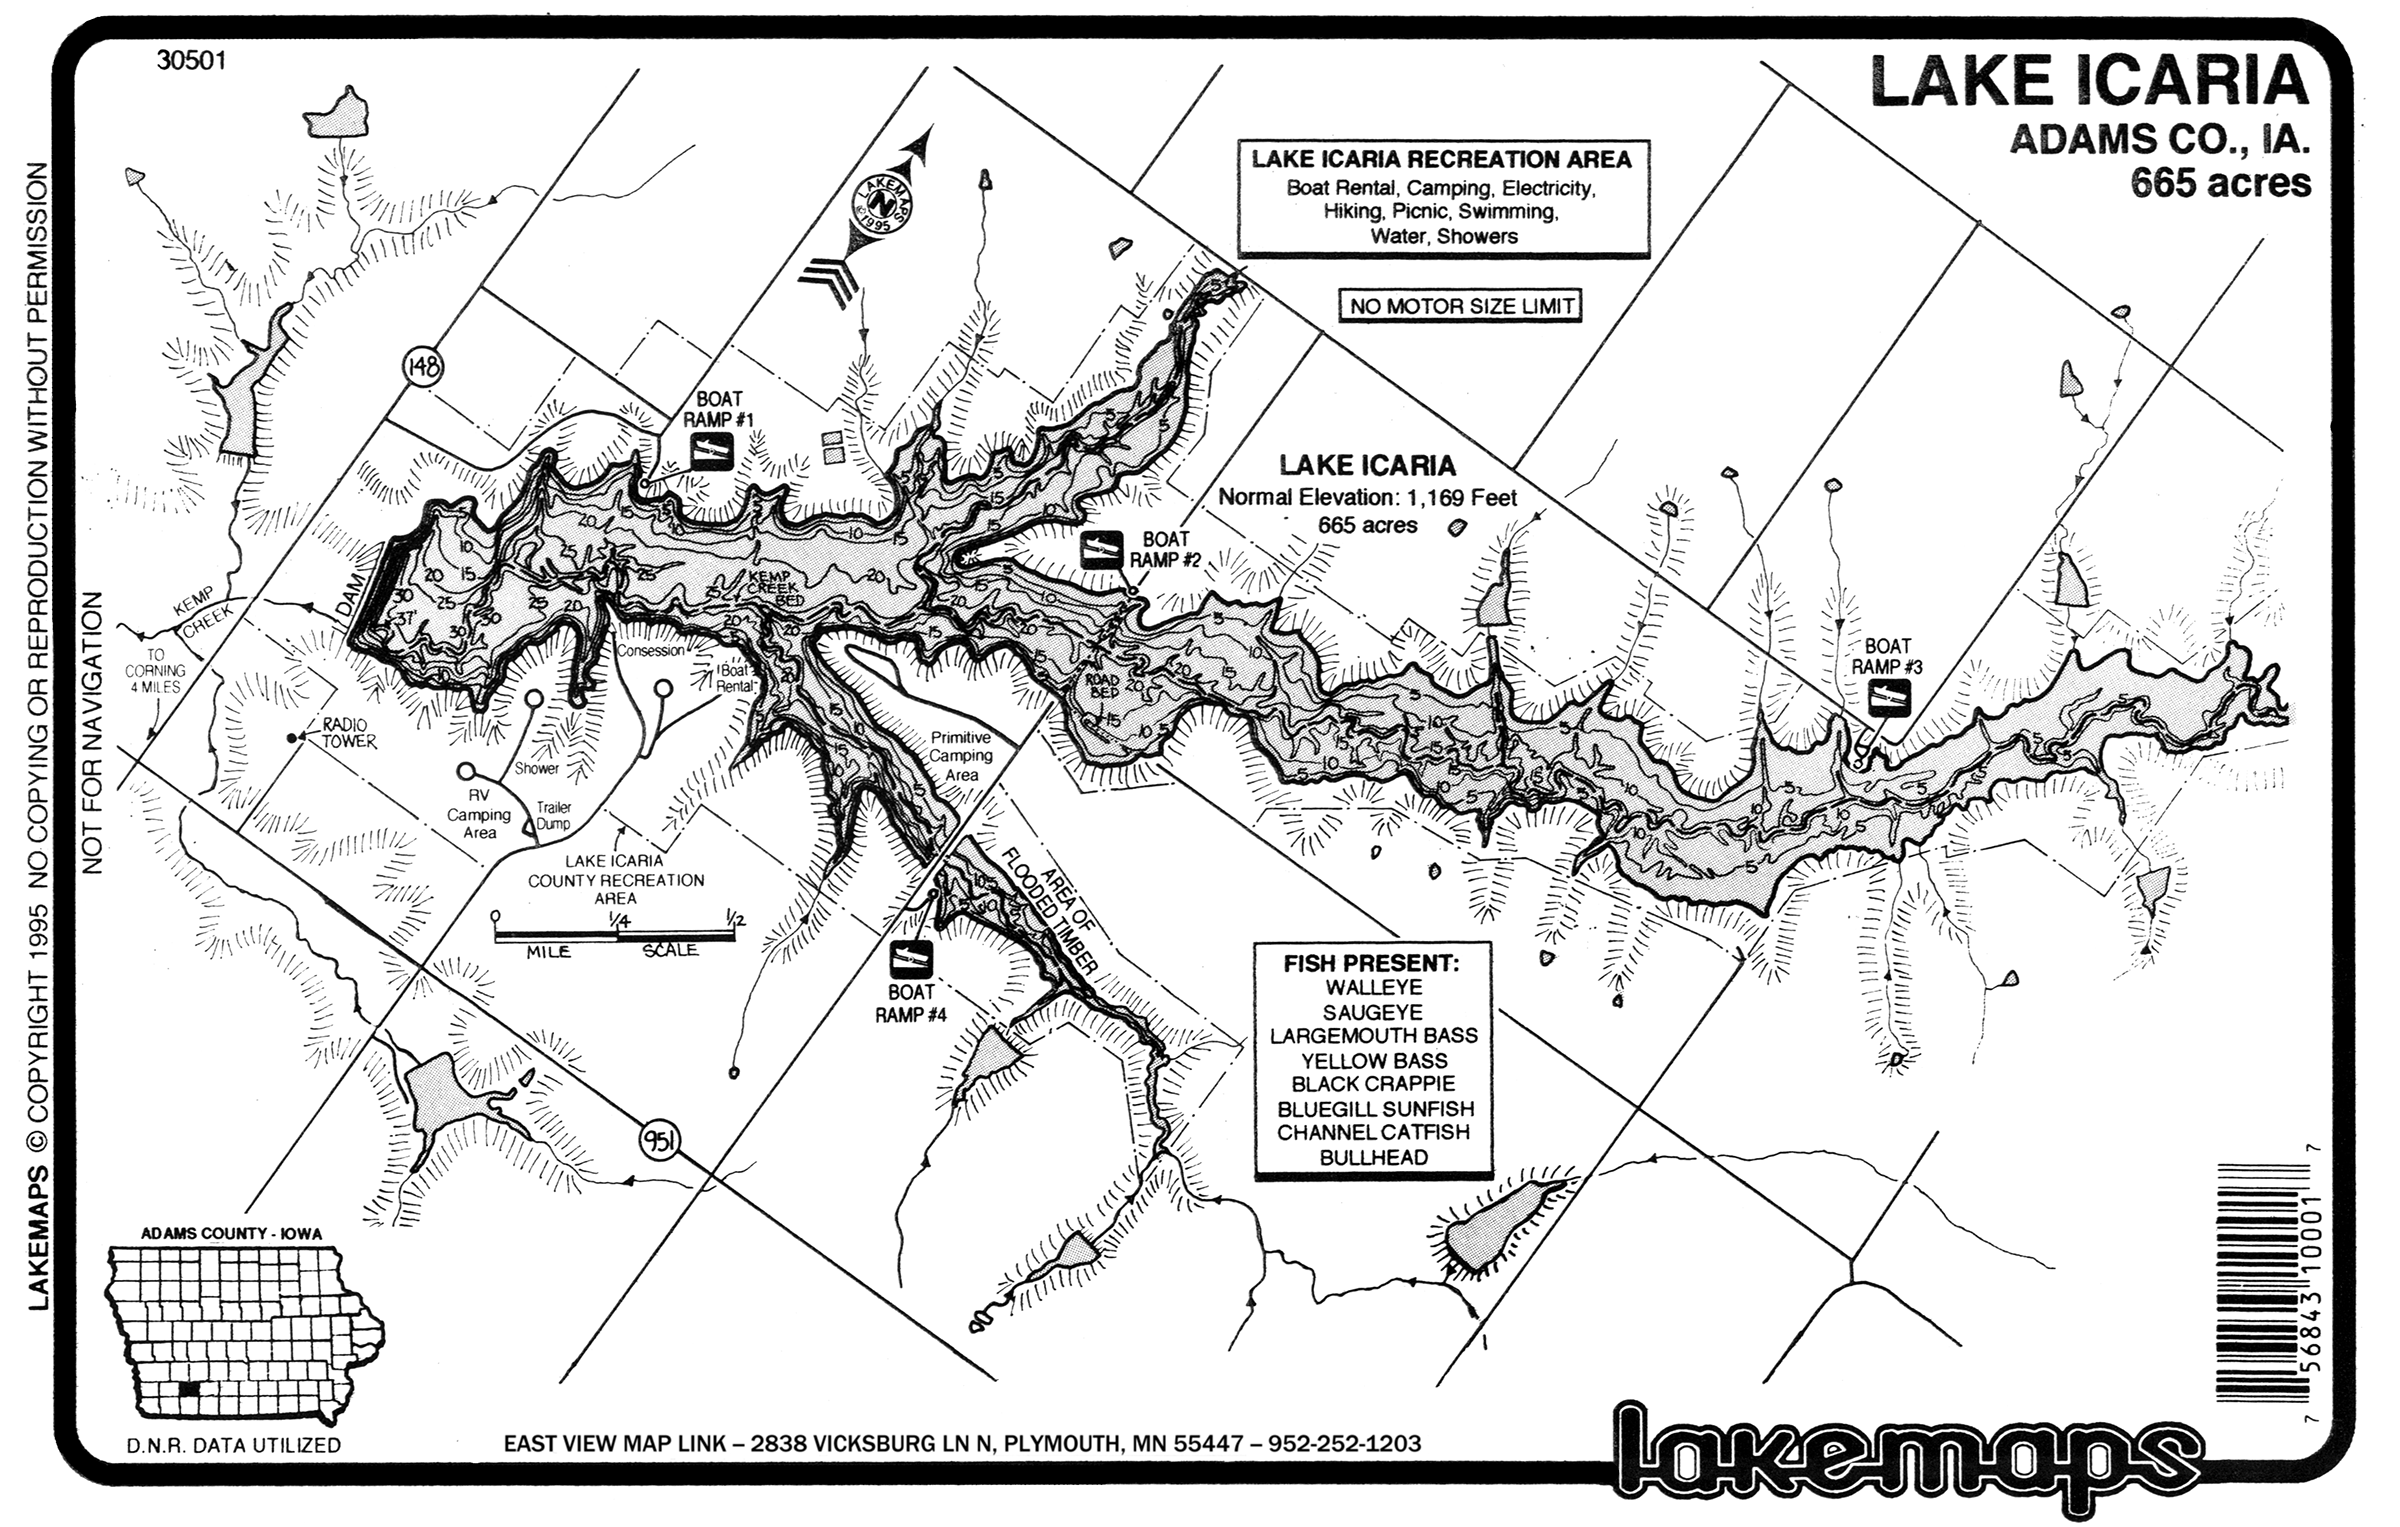 30501
LAKE ICARIA
ADAMS CO., IA.
665 acres
LAKE ICARIA RECREATION AREA
Boat Rental, Camping, Electricity,
Hiking, Picnic, Swimming,
Water, Showers
NO MOTOR SIZE LIMIT
LAKEMAPS
N
©1995
148
BOAT
RAMP #1
LAKE ICARIA
Normal Elevation: 1,169 Feet
665 acres
BOAT
RAMP #2
BOAT
RAMP #3
DAM
KEMP
CREEK
KEMP
CREEK
BED
TO
CORNING
4 MILES
RADIO
TOWER
Consession
Boat
Rental
ROAD
BED
Shower
RV
Camping
Area
Trailer
Dump
Primitive
Camping
Area
LAKE ICARIA
COUNTY RECREATION
AREA
0 1/4 1/2
MILE SCALE
AREA OF
FLOODED TIMBER
BOAT
RAMP #4
951
FISH PRESENT:
WALLEYE
SAUGEYE
LARGEMOUTH BASS
YELLOW BASS
BLACK CRAPPIE
BLUEGILL SUNFISH
CHANNEL CATFISH
BULLHEAD
ADAMS COUNTY - IOWA
D.N.R. DATA UTILIZED
EAST VIEW MAP LINK – 2838 VICKSBURG LN N, PLYMOUTH, MN 55447 – 952-252-1203
lakemaps
7 56843 10001 7
LAKEMAPS © COPYRIGHT 1995 NO COPYING OR REPRODUCTION WITHOUT PERMISSION
NOT FOR NAVIGATION